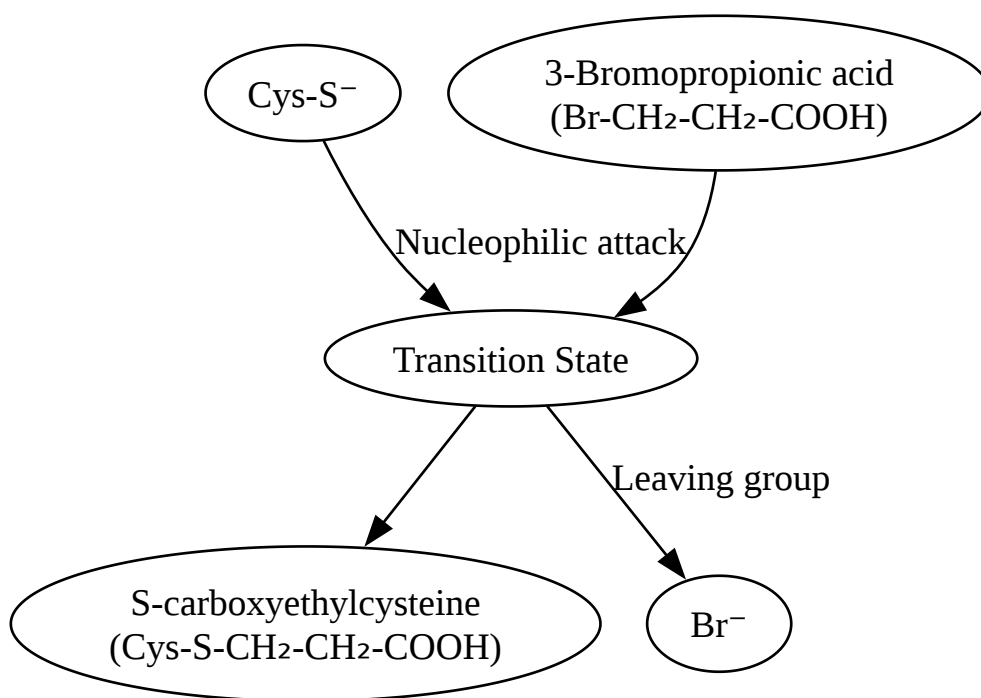 Cys-S⁻
3-Bromopropionic acid
(Br-CH₂-CH₂-COOH)
Nucleophilic attack
Transition State
Leaving group
S-carboxyethylcysteine
(Cys-S-CH₂-CH₂-COOH)
Br⁻